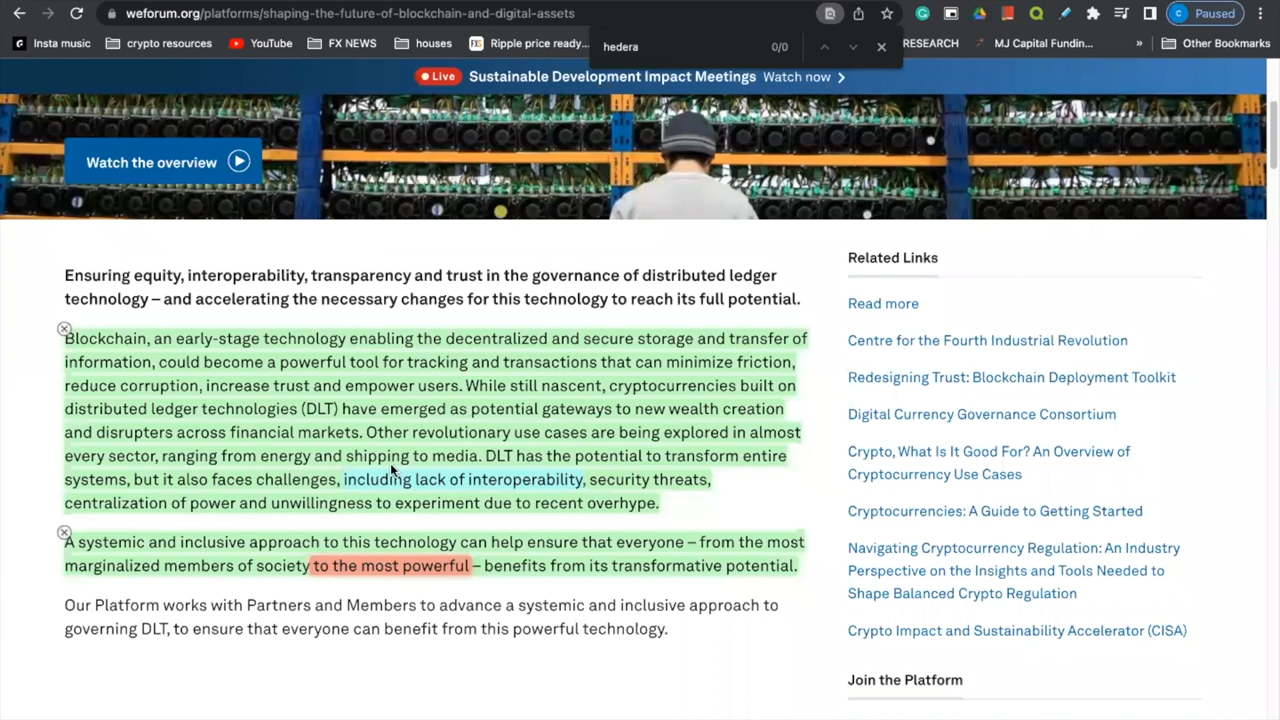 weforum.org/platforms/shaping-the-future-of-blockchain-and-digital-assets
C Paused
Insta music
crypto resources
YouTube
FX NEWS
houses
FXS Ripple price ready...
hedera 0/0
RESEARCH
MJ Capital Fundin...
»
Other Bookmarks
Live Sustainable Development Impact Meetings Watch now
Watch the overview
Ensuring equity, interoperability, transparency and trust in the governance of distributed ledger
technology – and accelerating the necessary changes for this technology to reach its full potential.
Blockchain, an early-stage technology enabling the decentralized and secure storage and transfer of
information, could become a powerful tool for tracking and transactions that can minimize friction,
reduce corruption, increase trust and empower users. While still nascent, cryptocurrencies built on
distributed ledger technologies (DLT) have emerged as potential gateways to new wealth creation
and disrupters across financial markets. Other revolutionary use cases are being explored in almost
every sector, ranging from energy and shipping to media. DLT has the potential to transform entire
systems, but it also faces challenges, including lack of interoperability, security threats,
centralization of power and unwillingness to experiment due to recent overhype.
A systemic and inclusive approach to this technology can help ensure that everyone – from the most
marginalized members of society to the most powerful – benefits from its transformative potential.
Our Platform works with Partners and Members to advance a systemic and inclusive approach to
governing DLT, to ensure that everyone can benefit from this powerful technology.
Related Links
Read more
Centre for the Fourth Industrial Revolution
Redesigning Trust: Blockchain Deployment Toolkit
Digital Currency Governance Consortium
Crypto, What Is It Good For? An Overview of
Cryptocurrency Use Cases
Cryptocurrencies: A Guide to Getting Started
Navigating Cryptocurrency Regulation: An Industry
Perspective on the Insights and Tools Needed to
Shape Balanced Crypto Regulation
Crypto Impact and Sustainability Accelerator (CISA)
Join the Platform